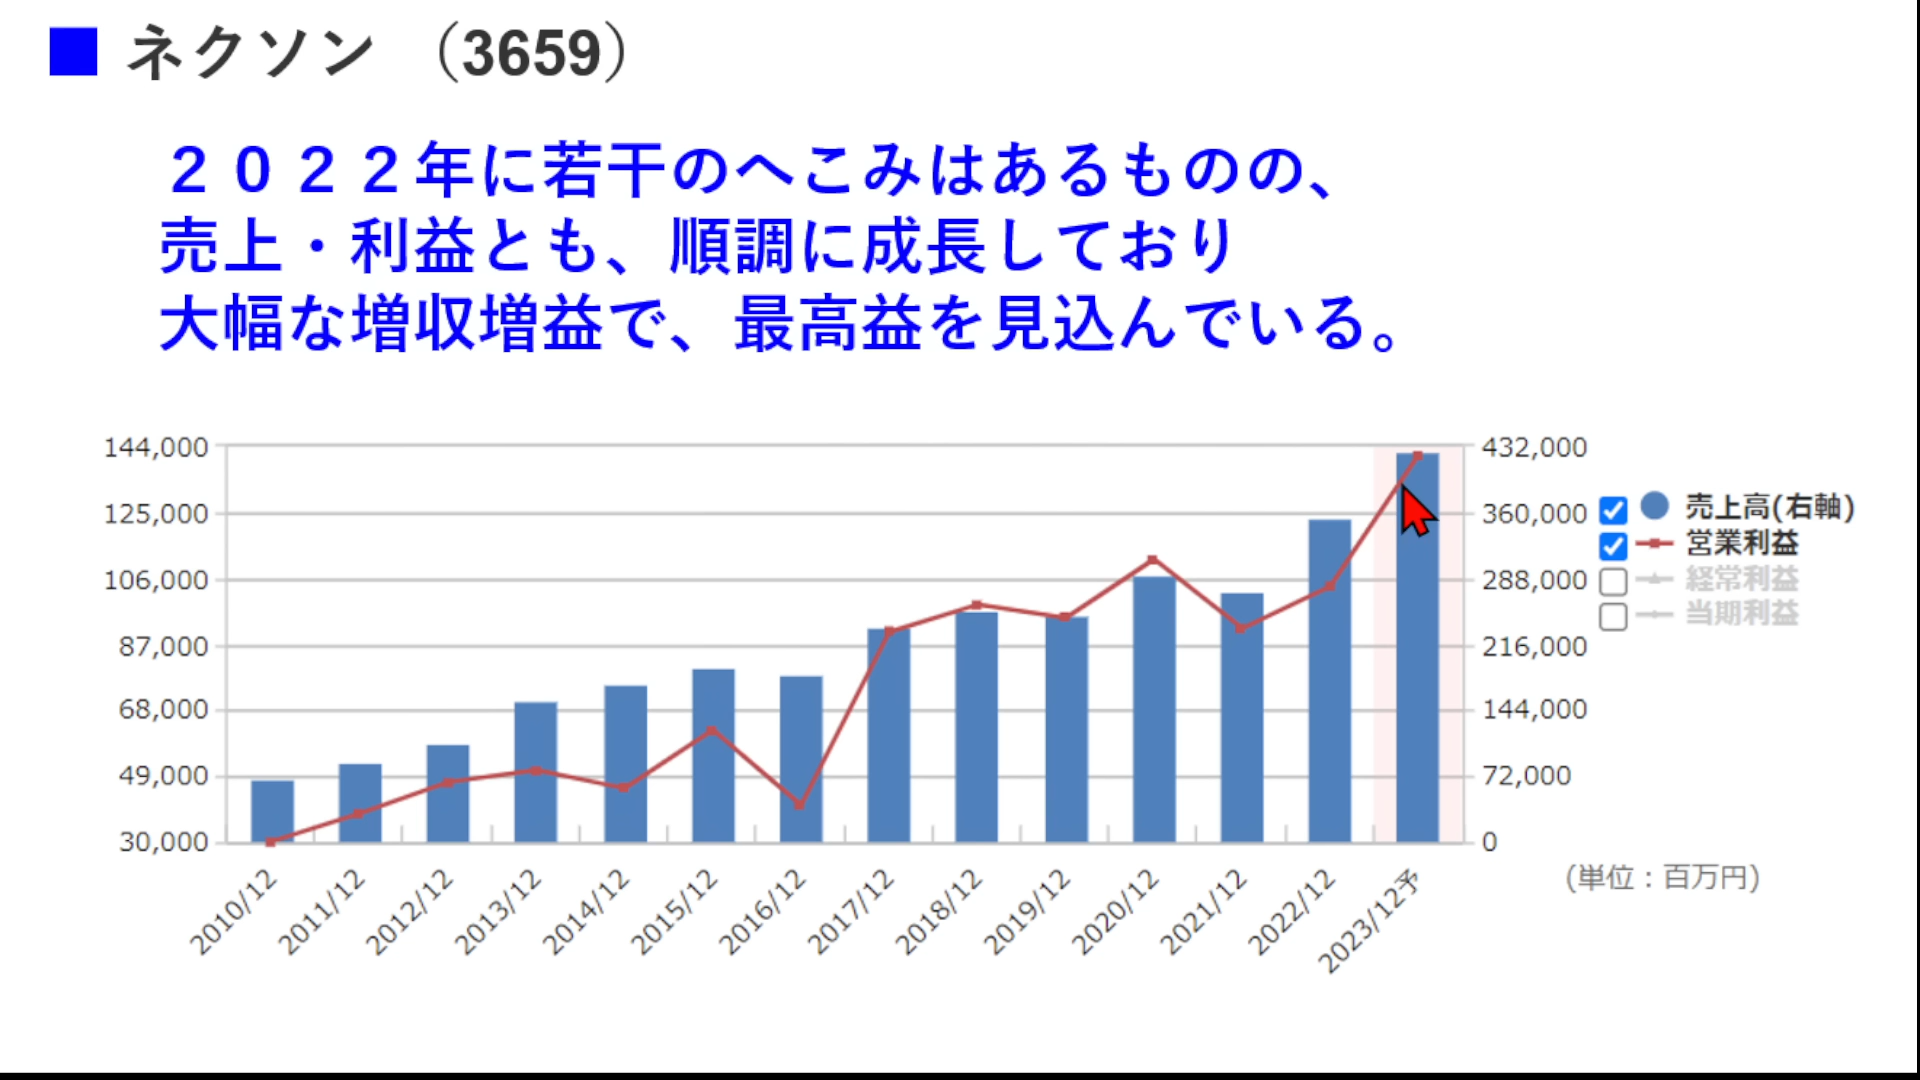 ■ ネクソン （3659）
２０２２年に若干のへこみはあるものの、
売上・利益とも、順調に成長しており
大幅な増収増益で、最高益を見込んでいる。
144,000
125,000
106,000
87,000
68,000
49,000
30,000
432,000
360,000
288,000
216,000
144,000
72,000
0
売上高(右軸)
営業利益
経常利益
当期利益
(単位：百万円)
2010/12
2011/12
2012/12
2013/12
2014/12
2015/12
2016/12
2017/12
2018/12
2019/12
2020/12
2021/12
2022/12
2023/12予